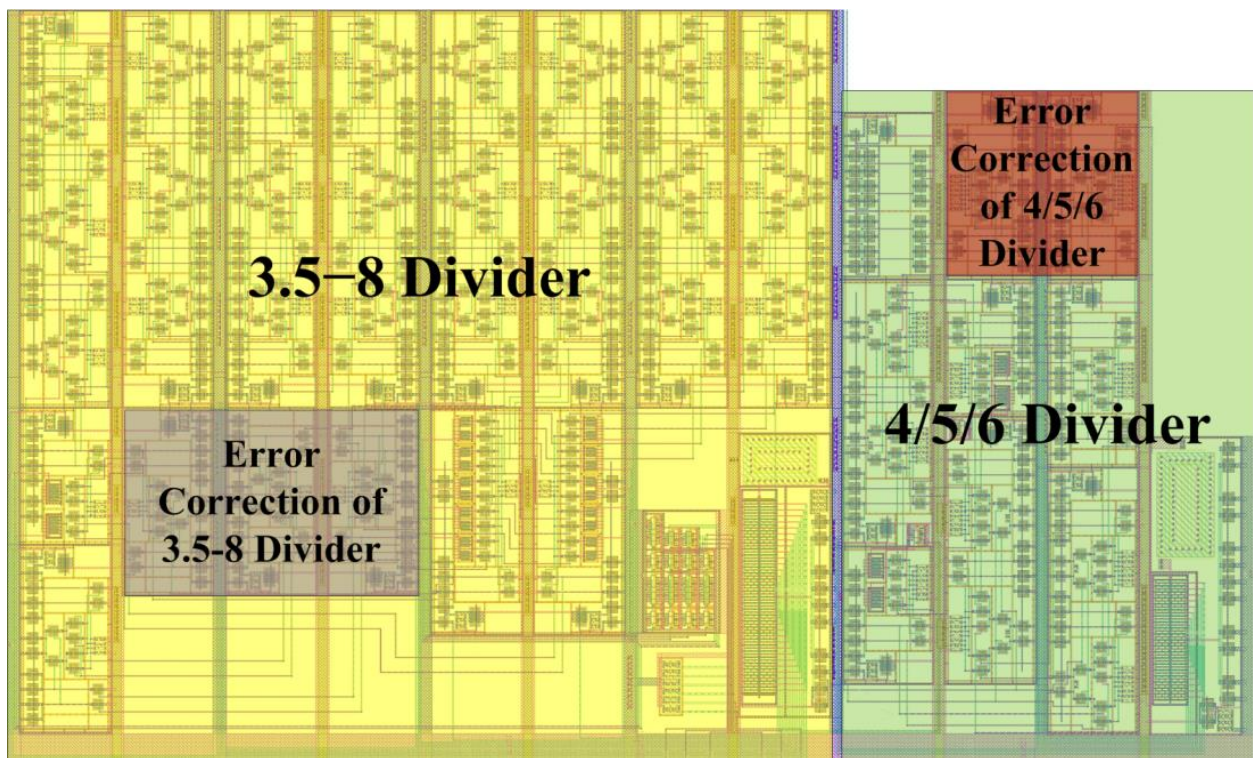 3.5−8 Divider
Error
Correction of
3.5-8 Divider
Error
Correction
of 4/5/6
Divider
4/5/6 Divider